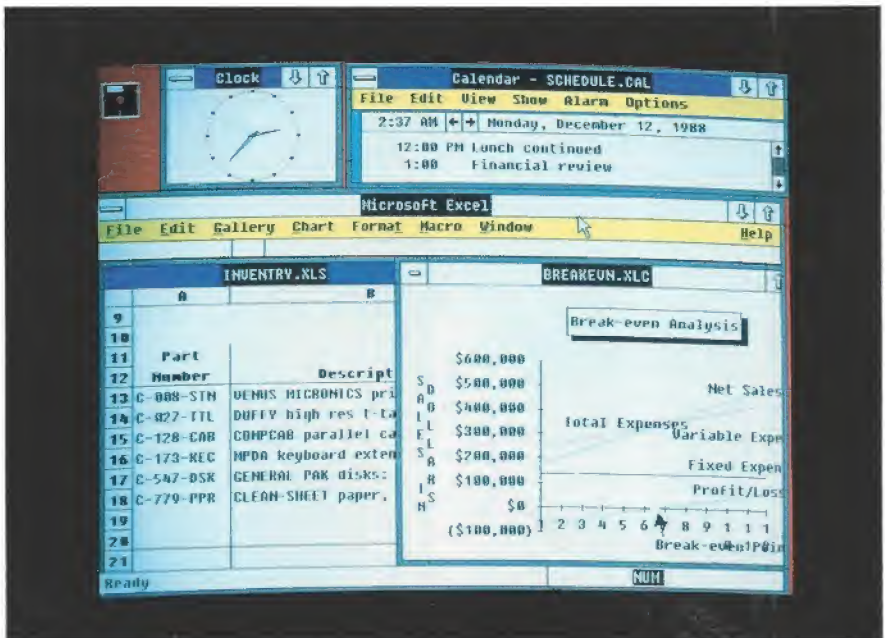 Clock
Calendar - SCHEDULE.CAL
File Edit View Show Alarm Options
2:37 AM Monday, December 12, 1988
12:00 PM Lunch continued
1:00 Financial review
Microsoft Excel
File Edit Gallery Chart Format Macro Window Help
INVENTRY.XLS
A B
9
10
11 Part
12 Number Descript
13 C-008-STN VENUS MICRONICS pri
14 C-027-TTL DUFFY high res t-ta
15 C-128-CAB COMPCAB parallel ca
16 C-173-KEC MPDA keyboard exten
17 C-547-DSK GENERAL PAK disks:
18 C-779-PPR CLEAN-SHEET paper,
19
20
21
BREAKEVN.XLC
Break-even Analysis
$600,000
$500,000
$400,000
$300,000
$200,000
$100,000
$0
($100,000)
SALES IN
DOLLARS
Net Sales
Total Expenses
Variable Expe
Fixed Expen
Profit/Loss
1 2 3 4 5 6 7 8 9 1 1 1
Break-even Poin
Ready NUM